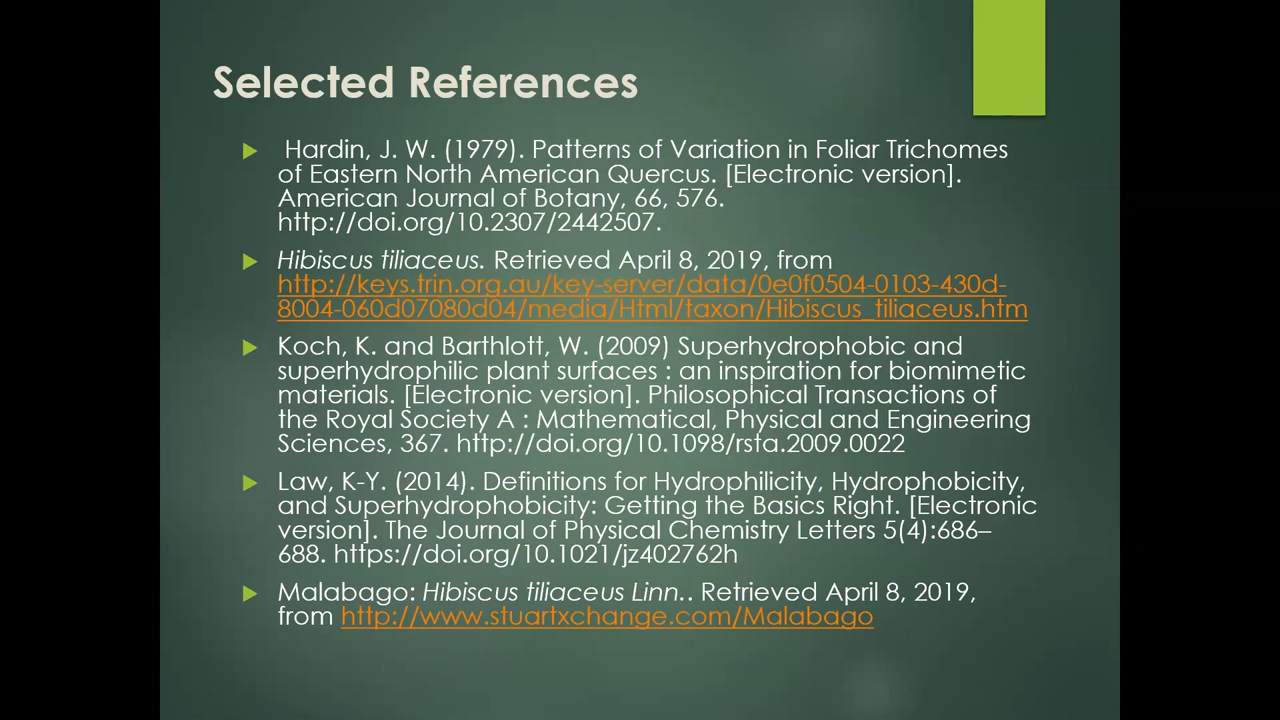 Selected References
Hardin, J. W. (1979). Patterns of Variation in Foliar Trichomes
of Eastern North American Quercus. [Electronic version].
American Journal of Botany, 66, 576.
http://doi.org/10.2307/2442507.
Hibiscus tiliaceus. Retrieved April 8, 2019, from
http://keys.trin.org.au/key-server/data/0e0f0504-0103-430d-
8004-060d07080d04/media/Html/taxon/Hibiscus_tiliaceus.htm
Koch, K. and Barthlott, W. (2009) Superhydrophobic and
superhydrophilic plant surfaces : an inspiration for biomimetic
materials. [Electronic version]. Philosophical Transactions of
the Royal Society A : Mathematical, Physical and Engineering
Sciences, 367. http://doi.org/10.1098/rsta.2009.0022
Law, K-Y. (2014). Definitions for Hydrophilicity, Hydrophobicity,
and Superhydrophobicity: Getting the Basics Right. [Electronic
version]. The Journal of Physical Chemistry Letters 5(4):686–
688. https://doi.org/10.1021/jz402762h
Malabago: Hibiscus tiliaceus Linn.. Retrieved April 8, 2019,
from http://www.stuartxchange.com/Malabago